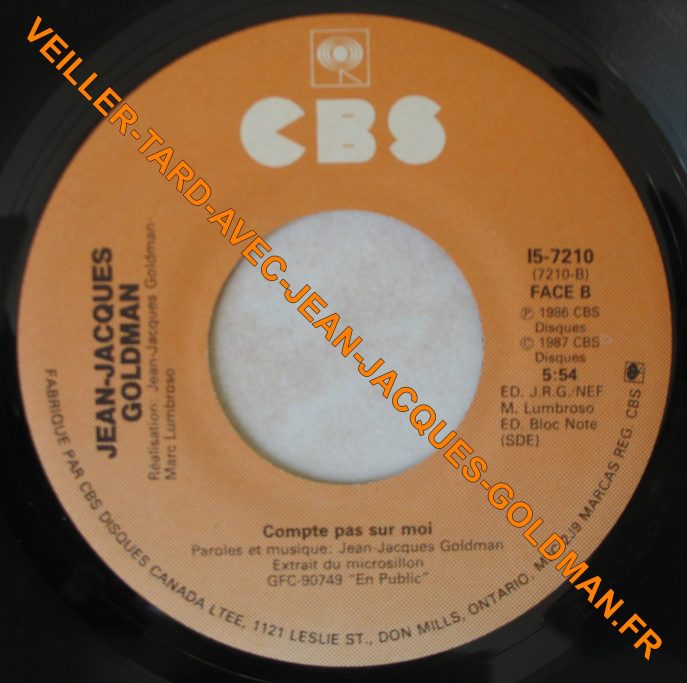 CBS
JEAN-JACQUES
GOLDMAN
Réalisation: Jean-Jacques Goldman-
Marc Lumbroso
I5-7210
(7210-B)
FACE B
℗ 1986 CBS
Disques
© 1987 CBS
Disques
5:54
ED. J.R.G./NEF
M. Lumbroso
ED. Bloc Note
(SDE)
Compte pas sur moi
Paroles et musique: Jean-Jacques Goldman
Extrait du microsillon
GFC-90749 "En Public"
FABRIQUE PAR CBS DISQUES CANADA LTEE, 1121 LESLIE ST., DON MILLS, ONTARIO, MARCAS REG. CBS
VEILLER-TARD-AVEC-JEAN-JACQUES-GOLDMAN.FR